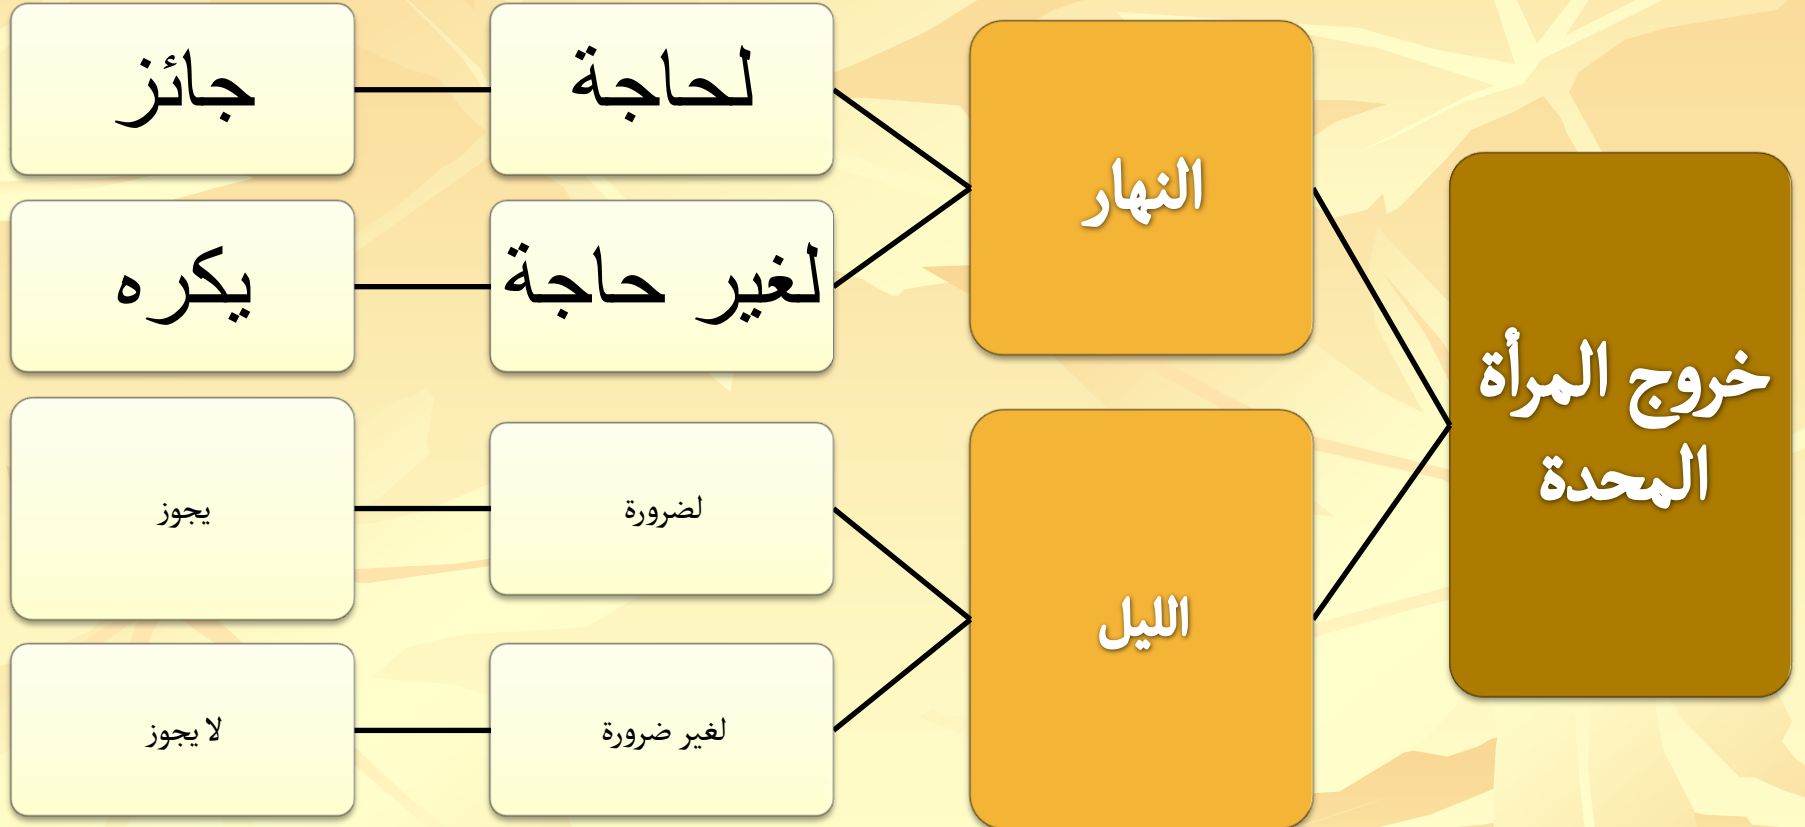 خروج المرأة
المحدة
النهار
لحاجة
جائز
لغير حاجة
يكره
الليل
لضرورة
يجوز
لغير ضرورة
لا يجوز